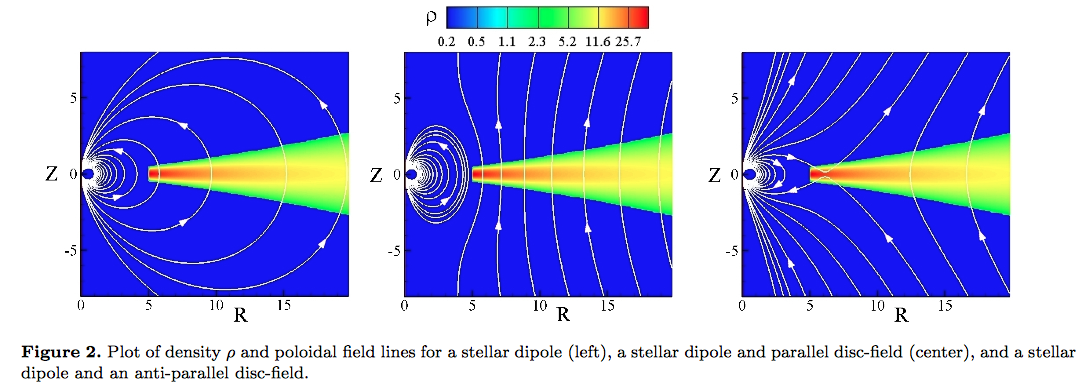 ρ
0.2 0.5 1.1 2.3 5.2 11.6 25.7
5 5 5
Z 0 Z 0 Z 0
-5 -5 -5
0 5 10 15 0 5 10 15 0 5 10 15
R R R
Figure 2. Plot of density ρ and poloidal field lines for a stellar dipole (left), a stellar dipole and parallel disc-field (center), and a stellar
dipole and an anti-parallel disc-field.